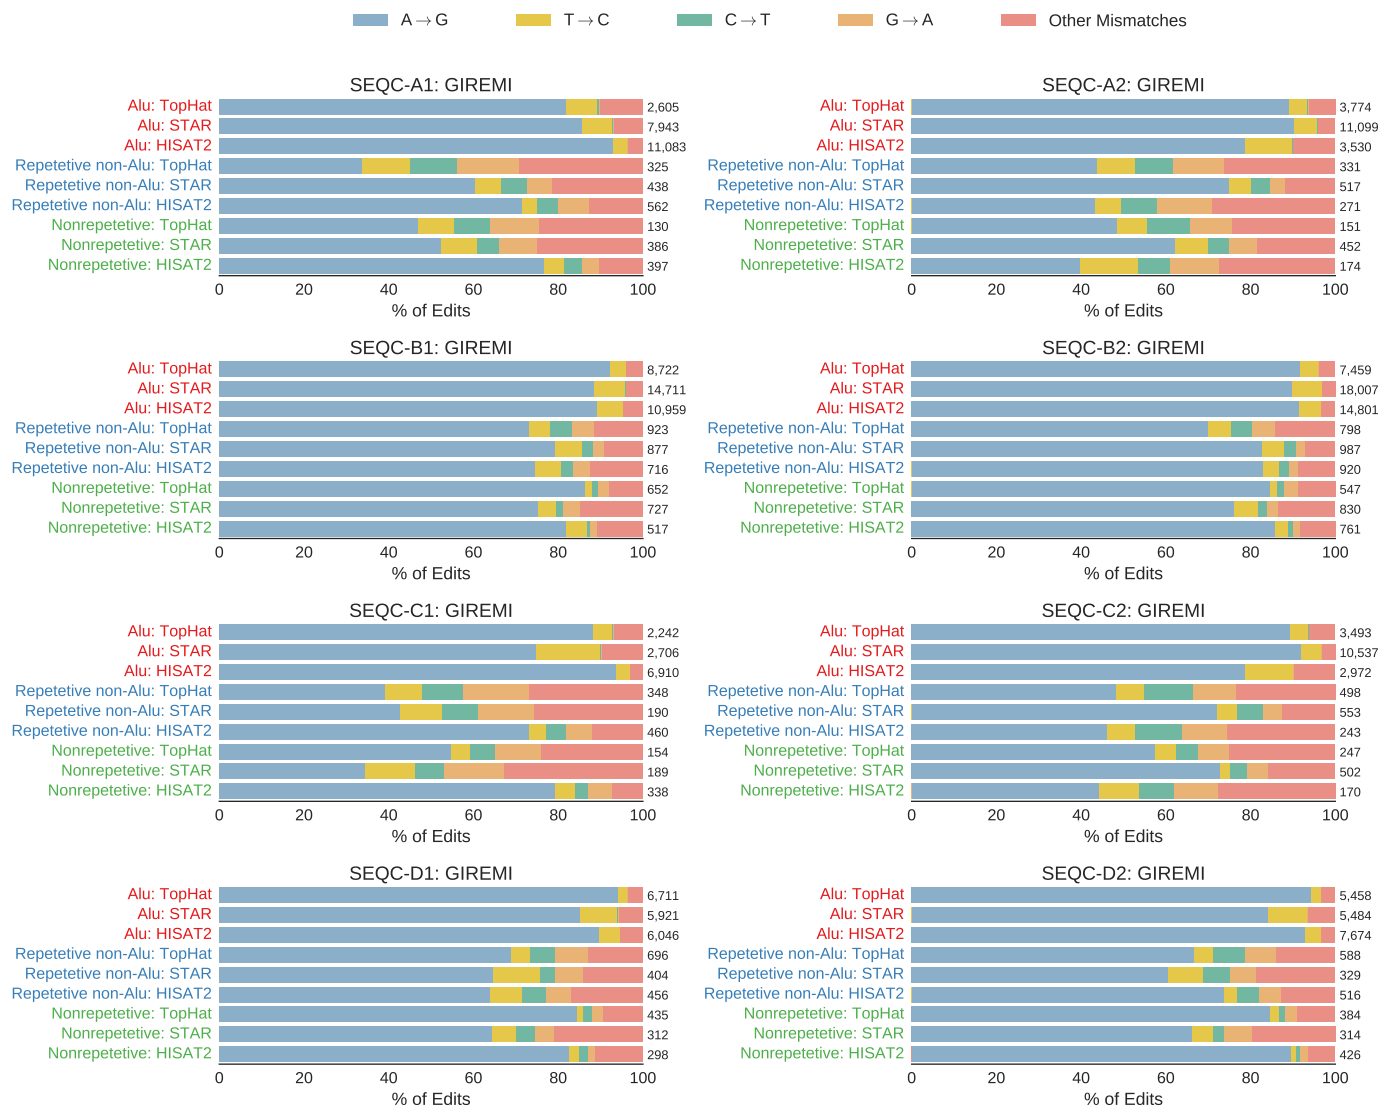 A→G T→C C→T G→A Other Mismatches
SEQC-A1: GIREMI
Alu: TopHat 2,605
Alu: STAR 7,943
Alu: HISAT2 11,083
Repetetive non-Alu: TopHat 325
Repetetive non-Alu: STAR 438
Repetetive non-Alu: HISAT2 562
Nonrepetetive: TopHat 130
Nonrepetetive: STAR 386
Nonrepetetive: HISAT2 397
0 20 40 60 80 100
% of Edits
SEQC-A2: GIREMI
Alu: TopHat 3,774
Alu: STAR 11,099
Alu: HISAT2 3,530
Repetetive non-Alu: TopHat 331
Repetetive non-Alu: STAR 517
Repetetive non-Alu: HISAT2 271
Nonrepetetive: TopHat 151
Nonrepetetive: STAR 452
Nonrepetetive: HISAT2 174
0 20 40 60 80 100
% of Edits
SEQC-B1: GIREMI
Alu: TopHat 8,722
Alu: STAR 14,711
Alu: HISAT2 10,959
Repetetive non-Alu: TopHat 923
Repetetive non-Alu: STAR 877
Repetetive non-Alu: HISAT2 716
Nonrepetetive: TopHat 652
Nonrepetetive: STAR 727
Nonrepetetive: HISAT2 517
0 20 40 60 80 100
% of Edits
SEQC-B2: GIREMI
Alu: TopHat 7,459
Alu: STAR 18,007
Alu: HISAT2 14,801
Repetetive non-Alu: TopHat 798
Repetetive non-Alu: STAR 987
Repetetive non-Alu: HISAT2 920
Nonrepetetive: TopHat 547
Nonrepetetive: STAR 830
Nonrepetetive: HISAT2 761
0 20 40 60 80 100
% of Edits
SEQC-C1: GIREMI
Alu: TopHat 2,242
Alu: STAR 2,706
Alu: HISAT2 6,910
Repetetive non-Alu: TopHat 348
Repetetive non-Alu: STAR 190
Repetetive non-Alu: HISAT2 460
Nonrepetetive: TopHat 154
Nonrepetetive: STAR 189
Nonrepetetive: HISAT2 338
0 20 40 60 80 100
% of Edits
SEQC-C2: GIREMI
Alu: TopHat 3,493
Alu: STAR 10,537
Alu: HISAT2 2,972
Repetetive non-Alu: TopHat 498
Repetetive non-Alu: STAR 553
Repetetive non-Alu: HISAT2 243
Nonrepetetive: TopHat 247
Nonrepetetive: STAR 502
Nonrepetetive: HISAT2 170
0 20 40 60 80 100
% of Edits
SEQC-D1: GIREMI
Alu: TopHat 6,711
Alu: STAR 5,921
Alu: HISAT2 6,046
Repetetive non-Alu: TopHat 696
Repetetive non-Alu: STAR 404
Repetetive non-Alu: HISAT2 456
Nonrepetetive: TopHat 435
Nonrepetetive: STAR 312
Nonrepetetive: HISAT2 298
0 20 40 60 80 100
% of Edits
SEQC-D2: GIREMI
Alu: TopHat 5,458
Alu: STAR 5,484
Alu: HISAT2 7,674
Repetetive non-Alu: TopHat 588
Repetetive non-Alu: STAR 329
Repetetive non-Alu: HISAT2 516
Nonrepetetive: TopHat 384
Nonrepetetive: STAR 314
Nonrepetetive: HISAT2 426
0 20 40 60 80 100
% of Edits